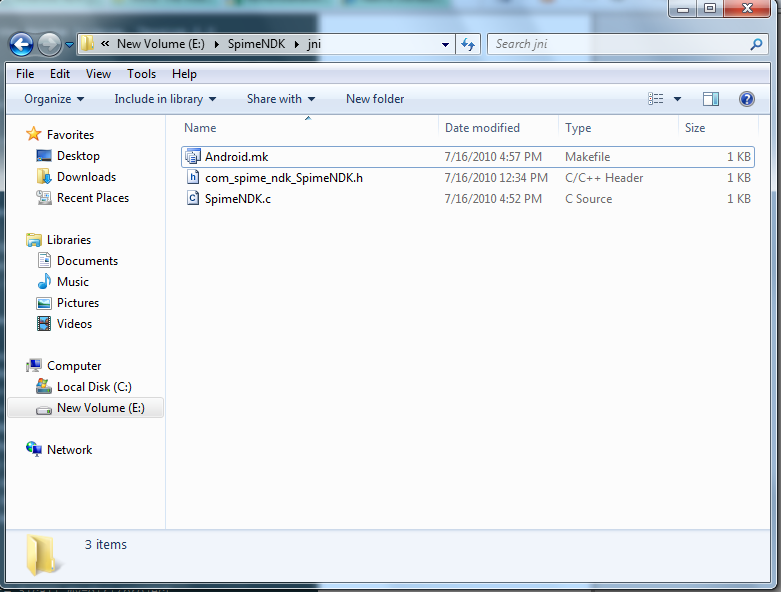 « New Volume (E:) SpimeNDK jni Search jni
File Edit View Tools Help
Organize Include in library Share with New folder
Name Date modified Type Size
Favorites
Desktop
Downloads
Recent Places
Libraries
Documents
Music
Pictures
Videos
Computer
Local Disk (C:)
New Volume (E:)
Network
Android.mk 7/16/2010 4:57 PM Makefile 1 KB
com_spime_ndk_SpimeNDK.h 7/16/2010 12:34 PM C/C++ Header 1 KB
SpimeNDK.c 7/16/2010 4:52 PM C Source 1 KB
3 items